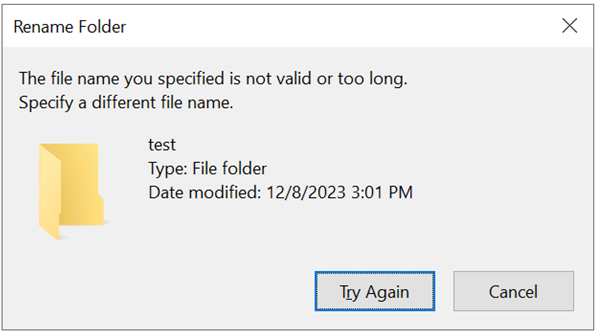 Rename Folder
The file name you specified is not valid or too long.
Specify a different file name.
test
Type: File folder
Date modified: 12/8/2023 3:01 PM
Try Again
Cancel